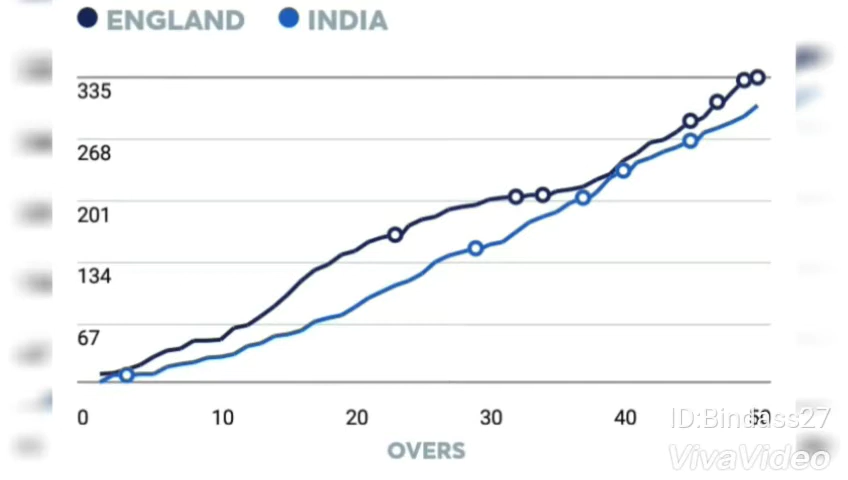 ENGLAND INDIA
335
268
201
134
67
0 10 20 30 40 50
OVERS
ID:Bindass27
VivaVideo